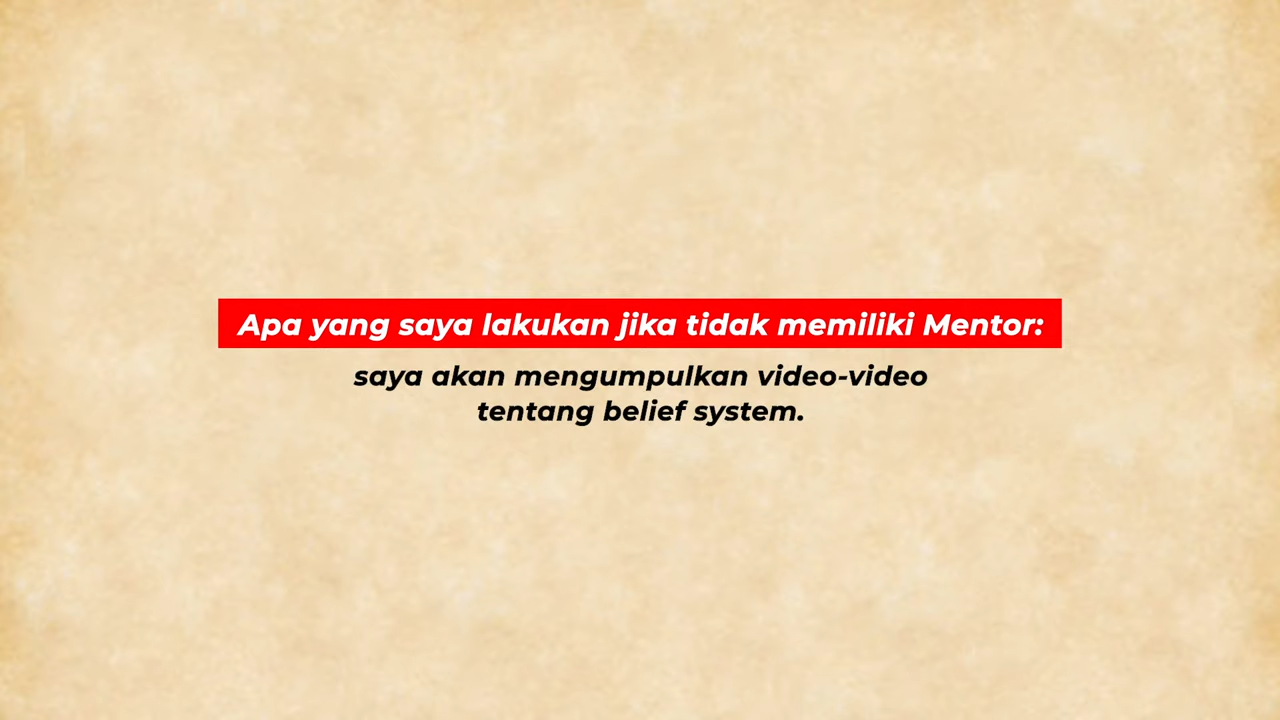 Apa yang saya lakukan jika tidak memiliki Mentor:
saya akan mengumpulkan video-video
tentang belief system.